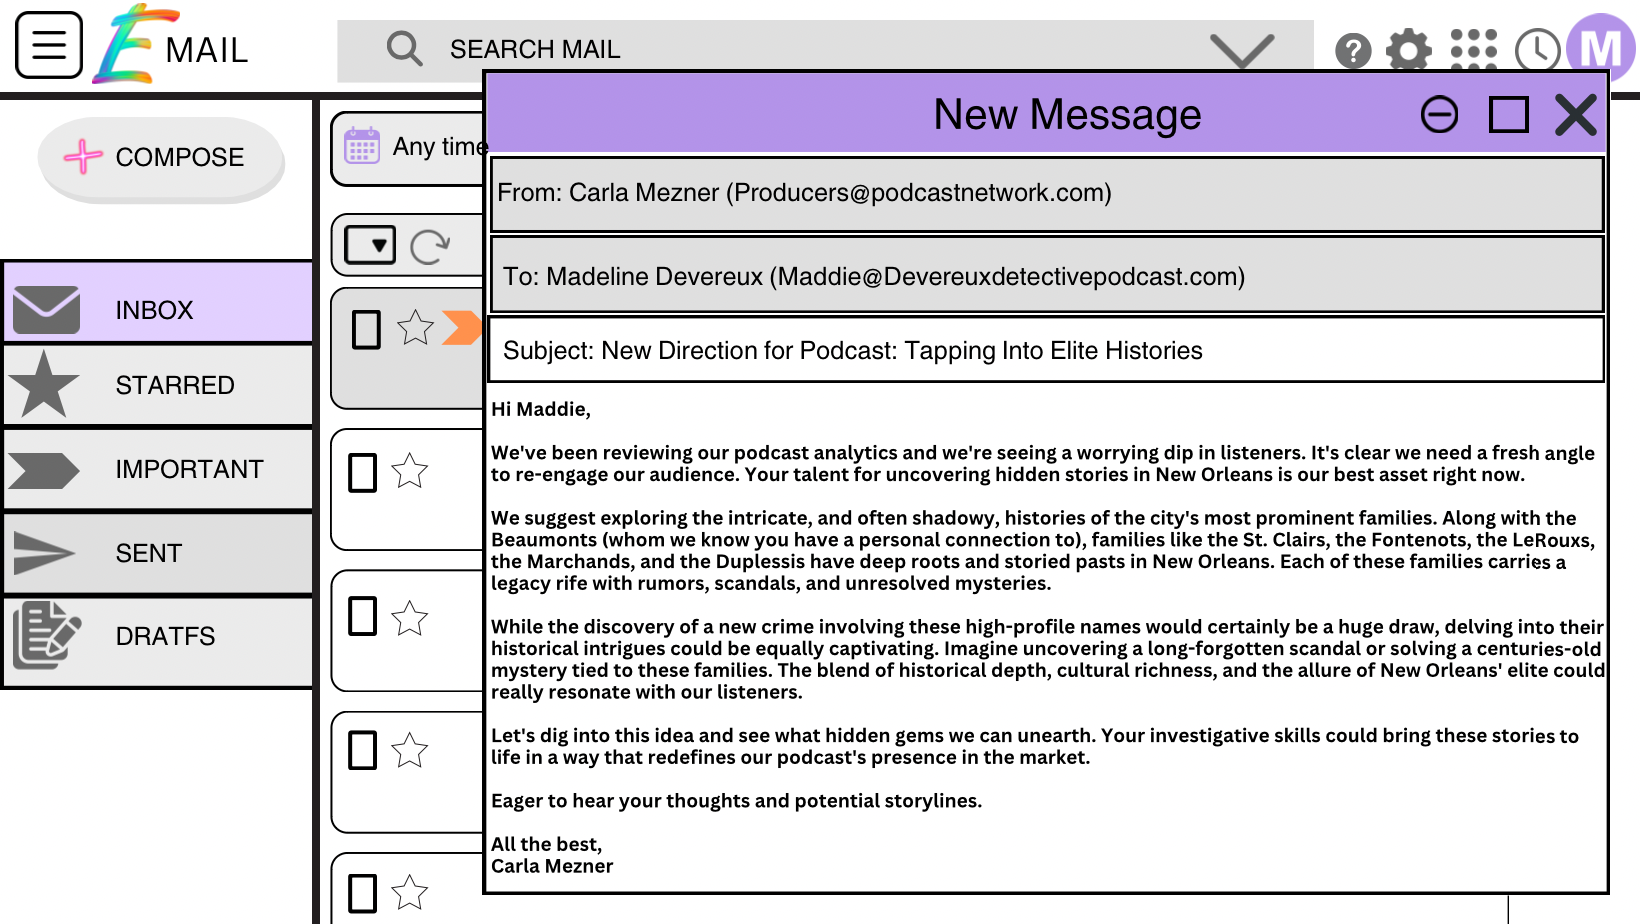 E MAIL
SEARCH MAIL
?
M
COMPOSE
INBOX
STARRED
IMPORTANT
SENT
DRATFS
Any time
New Message
From: Carla Mezner (Producers@podcastnetwork.com)
To: Madeline Devereux (Maddie@Devereuxdetectivepodcast.com)
Subject: New Direction for Podcast: Tapping Into Elite Histories
Hi Maddie,
We've been reviewing our podcast analytics and we're seeing a worrying dip in listeners. It's clear we need a fresh angle
to re-engage our audience. Your talent for uncovering hidden stories in New Orleans is our best asset right now.
We suggest exploring the intricate, and often shadowy, histories of the city's most prominent families. Along with the
Beaumonts (whom we know you have a personal connection to), families like the St. Clairs, the Fontenots, the LeRouxs,
the Marchands, and the Duplessis have deep roots and storied pasts in New Orleans. Each of these families carries a
legacy rife with rumors, scandals, and unresolved mysteries.
While the discovery of a new crime involving these high-profile names would certainly be a huge draw, delving into their
historical intrigues could be equally captivating. Imagine uncovering a long-forgotten scandal or solving a centuries-old
mystery tied to these families. The blend of historical depth, cultural richness, and the allure of New Orleans' elite could
really resonate with our listeners.
Let's dig into this idea and see what hidden gems we can unearth. Your investigative skills could bring these stories to
life in a way that redefines our podcast's presence in the market.
Eager to hear your thoughts and potential storylines.
All the best,
Carla Mezner